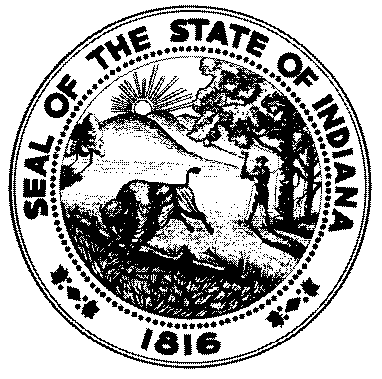 SEAL OF THE STATE OF INDIANA
1816